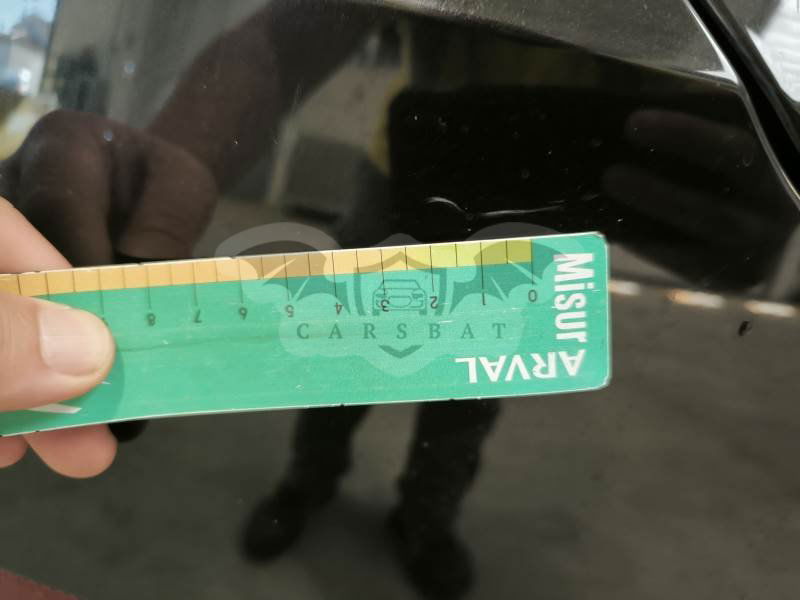 Misur
ARVAL
0 1 2 3 4 5 6 7 8
CARSBAT